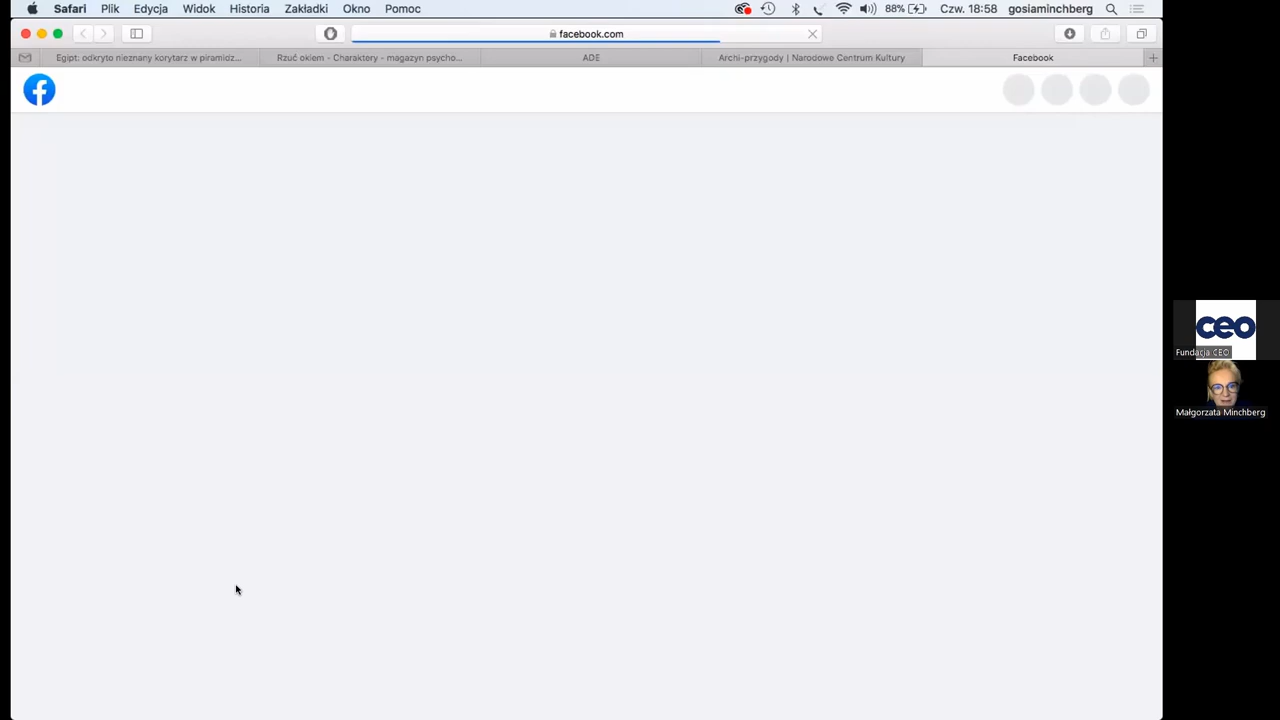 Safari Plik Edycja Widok Historia Zakładki Okno Pomoc 88% Czw. 18:58 gosiaminchberg
facebook.com
Egipt: odkryto nieznany korytarz w piramidz... Rzuć okiem - Charaktery - magazyn psycho... ADE Archi-przygody | Narodowe Centrum Kultury Facebook
ceo
Fundacja CEO
Małgorzata Minchberg